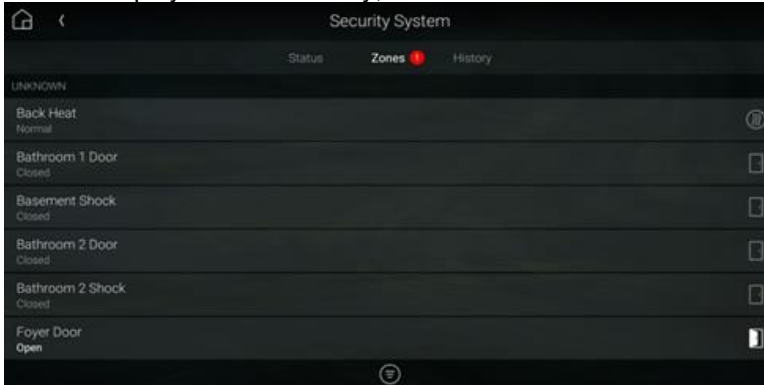 Security System
Status Zones ! History
UNKNOWN
Back Heat
Normal
Bathroom 1 Door
Closed
Basement Shock
Closed
Bathroom 2 Door
Closed
Bathroom 2 Shock
Closed
Foyer Door
Open